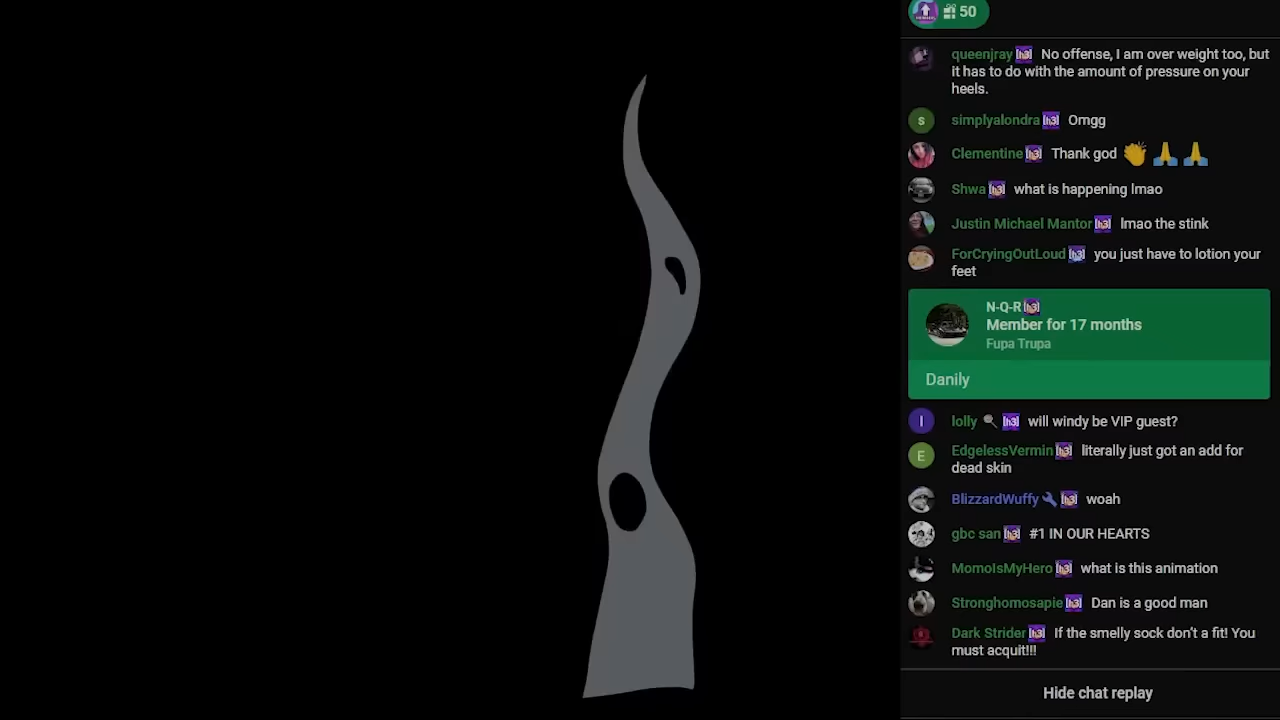 50
queenjray No offense, I am over weight too, but
it has to do with the amount of pressure on your
heels.
simplyalondra Omgg
Clementine Thank god 👏 🙏 🙏
Shwa what is happening lmao
Justin Michael Mantor lmao the stink
ForCryingOutLoud you just have to lotion your
feet
N-Q-R
Member for 17 months
Fupa Trupa
Danily
lolly will windy be VIP guest?
EdgelessVermin literally just got an add for
dead skin
BlizzardWuffy woah
gbc san #1 IN OUR HEARTS
MomoIsMyHero what is this animation
Stronghomosapie Dan is a good man
Dark Strider If the smelly sock don't a fit! You
must acquit!!!
Hide chat replay